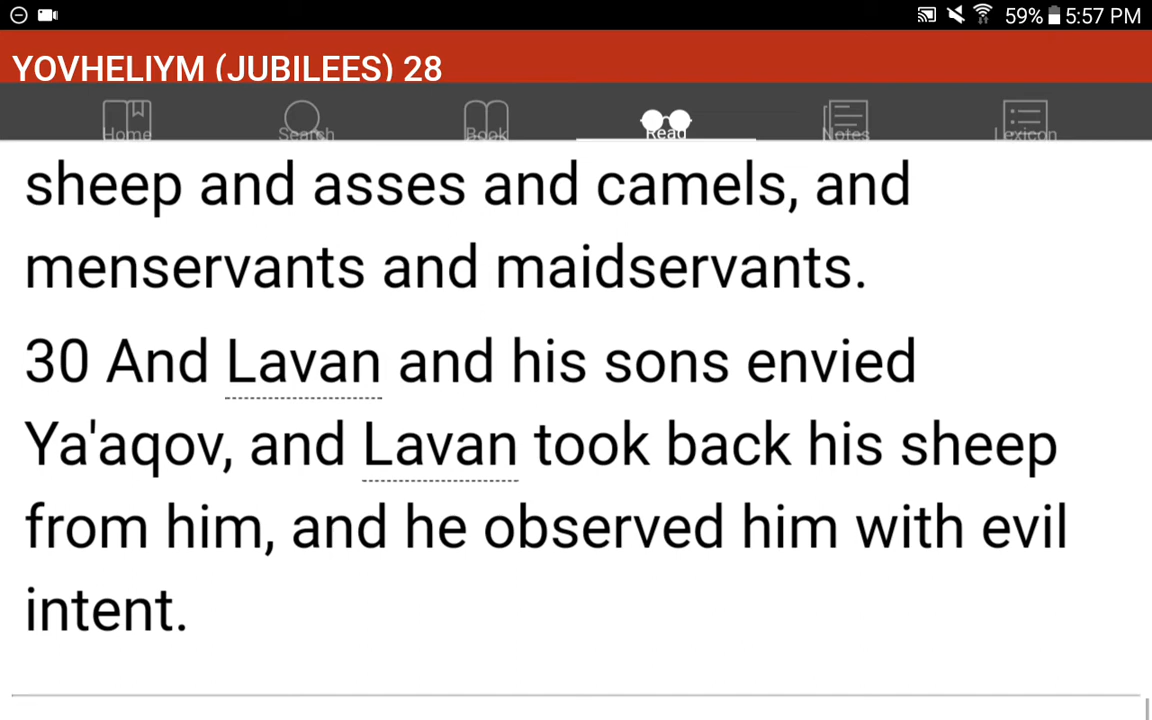 59% 5:57 PM
YOVHELIYM (JUBILEES) 28
Home Search Book Read Notes Lexicon
sheep and asses and camels, and
menservants and maidservants.
30 And Lavan and his sons envied
Ya'aqov, and Lavan took back his sheep
from him, and he observed him with evil
intent.